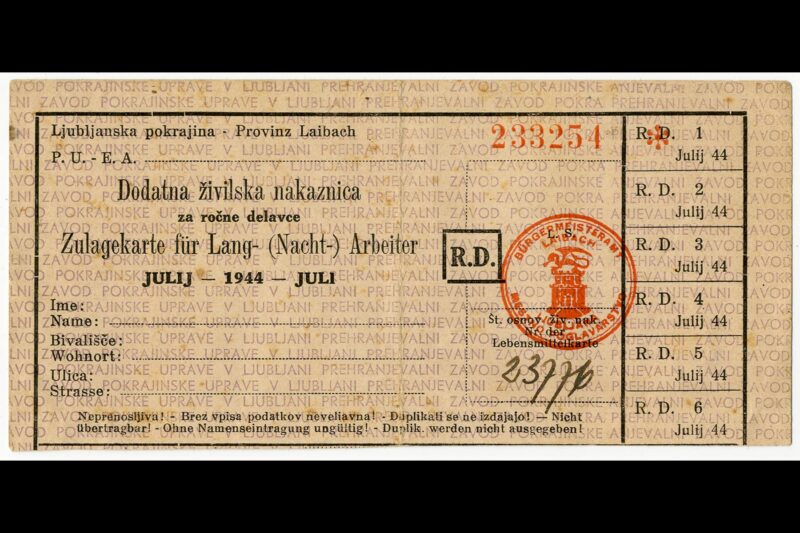 Ljubljanska pokrajina - Provinz Laibach
P. U. - E. A.
Dodatna živilska nakaznica
za ročne delavce
Zulagekarte für Lang- (Nacht-) Arbeiter
JULIJ — 1944 — JULI
Ime:
Name:
Bivališče:
Wohnort:
Ulica:
Strasse:
Neprenosljiva! - Brez vpisa podatkov neveljavna! - Duplikati se ne izdajajo! — Nicht
übertragbar! - Ohne Namenseintragung ungültig! - Duplik. werden nicht ausgegeben!
R.D.
233254
L. S.
BÜRGERMEISTERAMT
LAIBACH
Št. osnov. živ. nak.
Nr. der
Lebensmittelkarte
23776
R. D. 1
Julij 44
R. D. 2
Julij 44
R. D. 3
Julij 44
R. D. 4
Julij 44
R. D. 5
Julij 44
R. D. 6
Julij 44
ZAVOD POKRAJINSKE UPRAVE V LJUBLJANI PREHRANJEVALNI